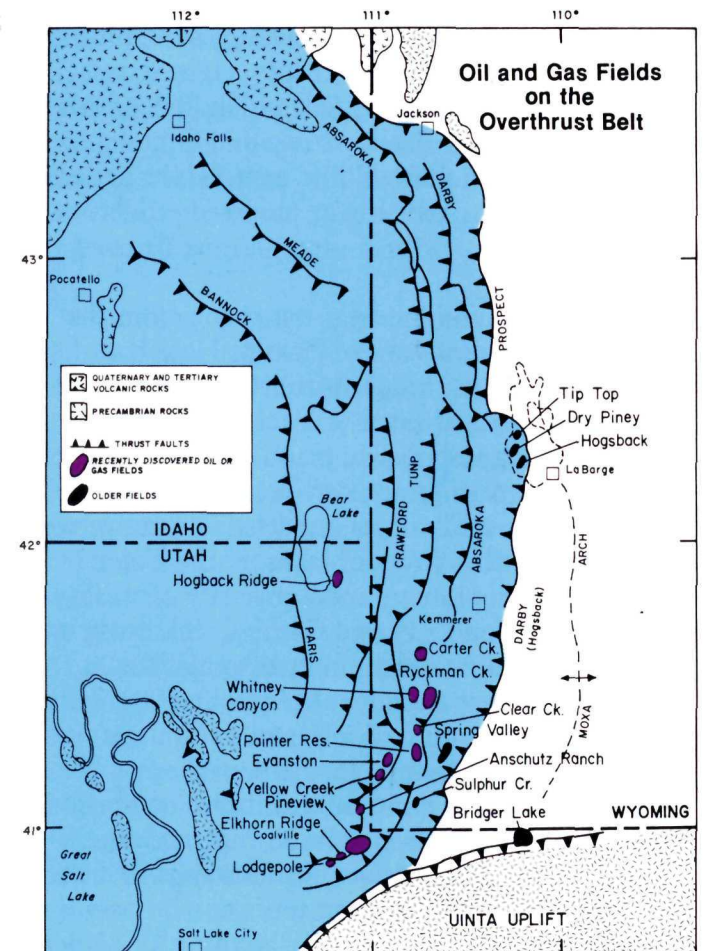 112°
111°
110°
Oil and Gas Fields
on the
Overthrust Belt
Jackson
Idaho Falls
ABSAROKA
DARBY
MEADE
43°
Pocatello
BANNOCK
PROSPECT
QUATERNARY AND TERTIARY
VOLCANIC ROCKS
PRECAMBRIAN ROCKS
THRUST FAULTS
RECENTLY DISCOVERED OIL OR
GAS FIELDS
OLDER FIELDS
Tip Top
Dry Piney
Hogsback
LaBarge
TUNP
CRAWFORD
Bear
Lake
IDAHO
42°
UTAH
ABSAROKA
ARCH
Hogback Ridge
Kemmerer
DARBY
(Hogsback)
PARIS
Carter Ck.
Ryckman Ck.
Whitney
Canyon
Clear Ck.
MOXA
Spring Valley
Painter Res.
Evanston
Anschutz Ranch
Yellow Creek
Sulphur Cr.
Pineview
Bridger Lake
WYOMING
Elkhorn Ridge
41°
Coalville
Lodgepole
Great
Salt
Lake
UINTA UPLIFT
Salt Lake City